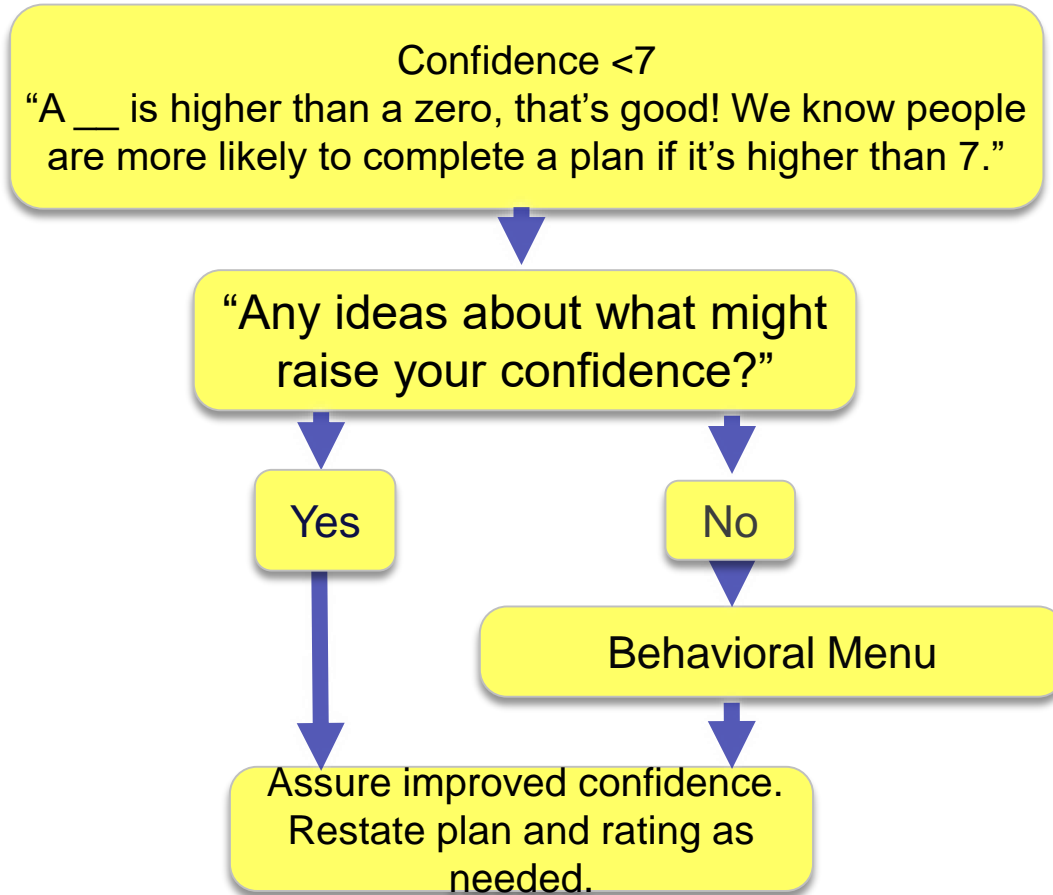 Confidence <7
“A __ is higher than a zero, that’s good! We know people
are more likely to complete a plan if it’s higher than 7.”
“Any ideas about what might
raise your confidence?”
Yes
No
Behavioral Menu
Assure improved confidence.
Restate plan and rating as
needed.